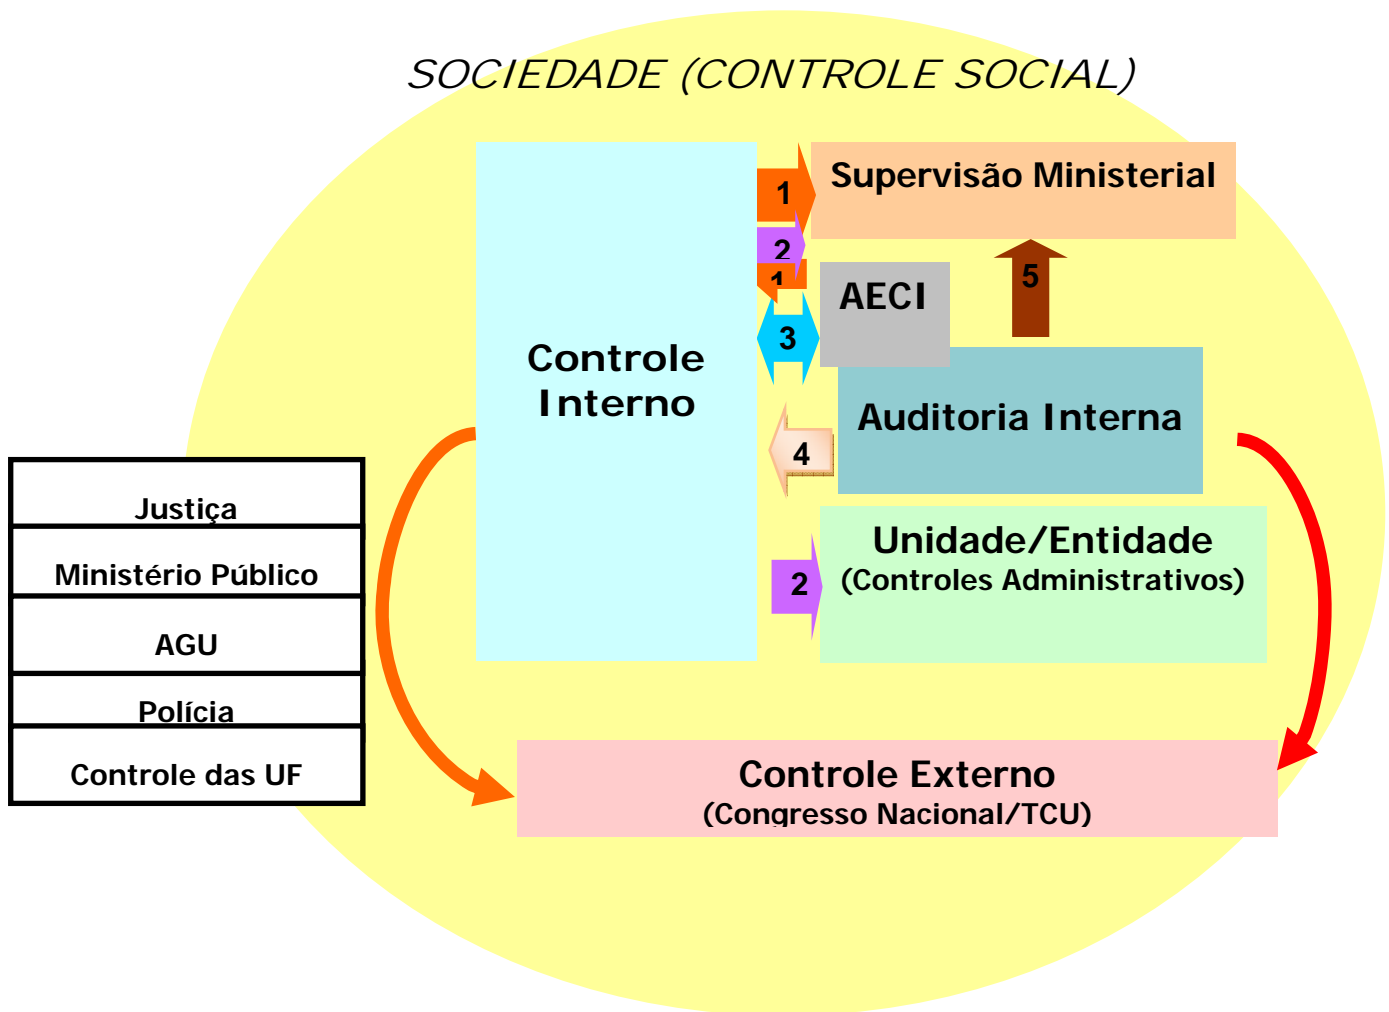 SOCIEDADE (CONTROLE SOCIAL)
Controle
Interno
1
2
1
3
4
2
Supervisão Ministerial
5
AECI
Auditoria Interna
Unidade/Entidade
(Controles Administrativos)
Justiça
Ministério Público
AGU
Polícia
Controle das UF
Controle Externo
(Congresso Nacional/TCU)